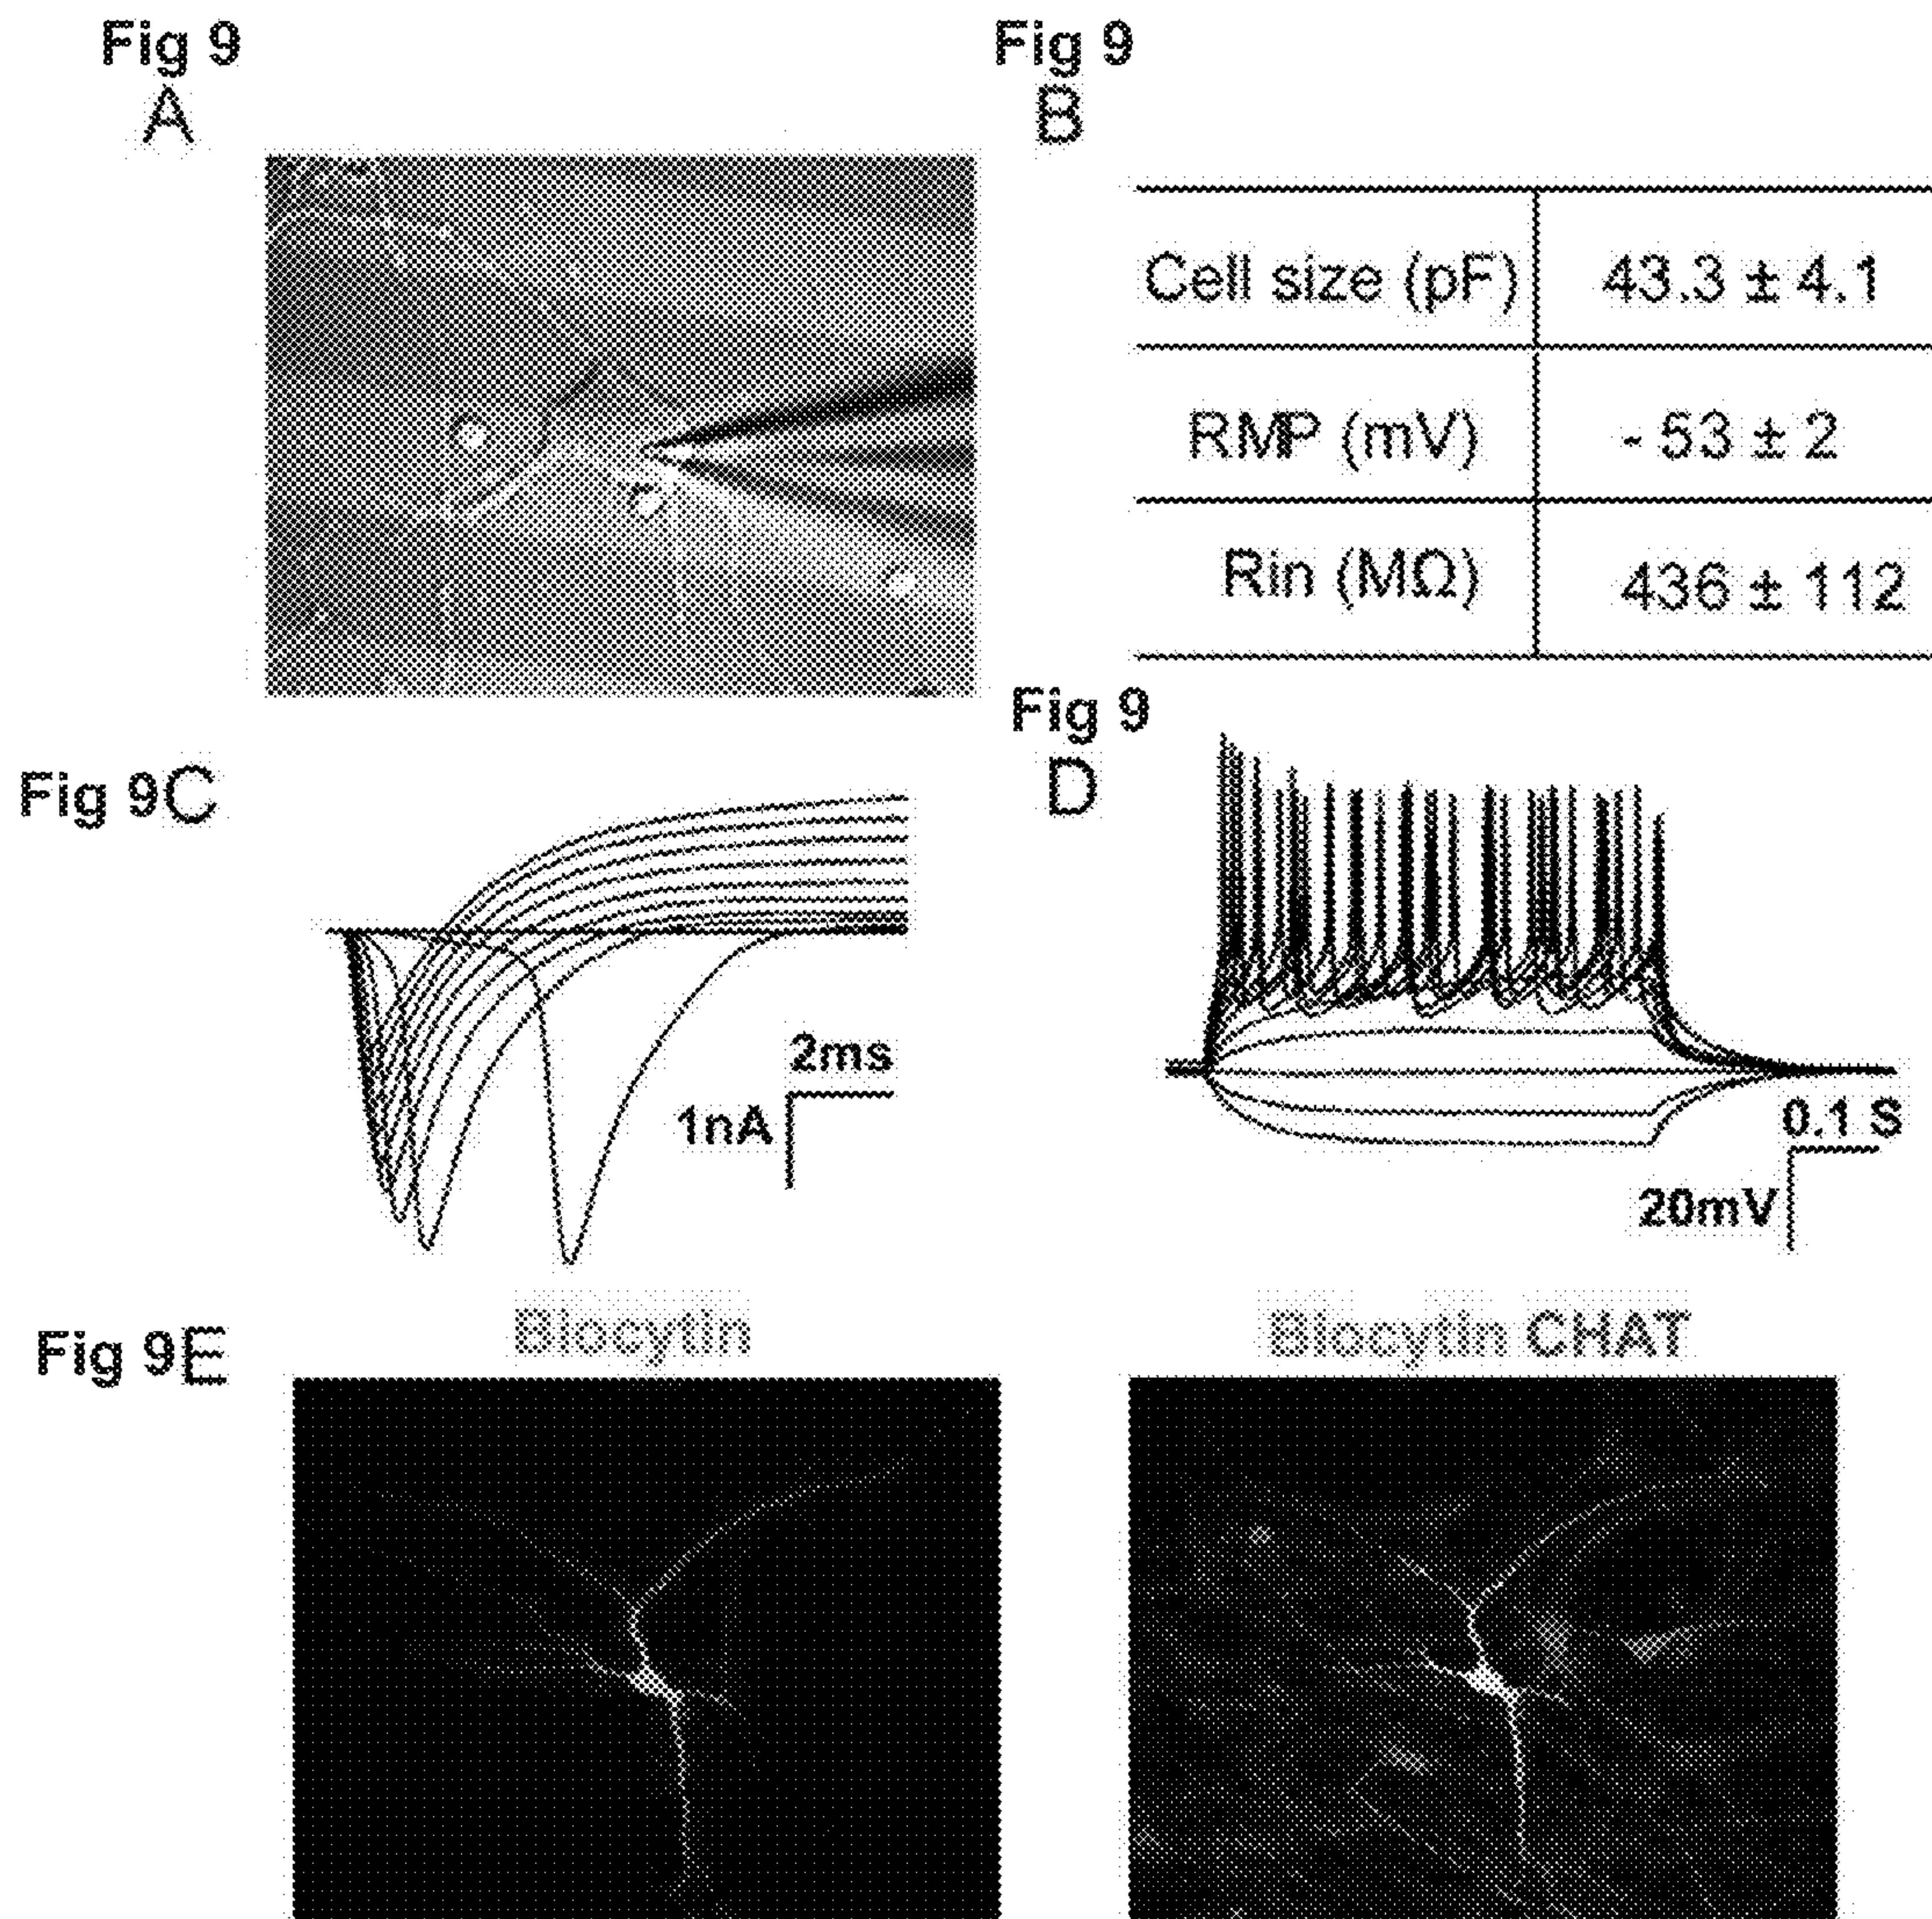 Fig 9
A
Fig 9
B
Cell size (pF) 43.3 ± 4.1
RMP (mV) - 53 ± 2
Rin (MΩ) 436 ± 112
Fig 9C
2ms
1nA
Fig 9
D
0.1 S
20mV
Fig 9E
Biocytin
Biocytin CHAT